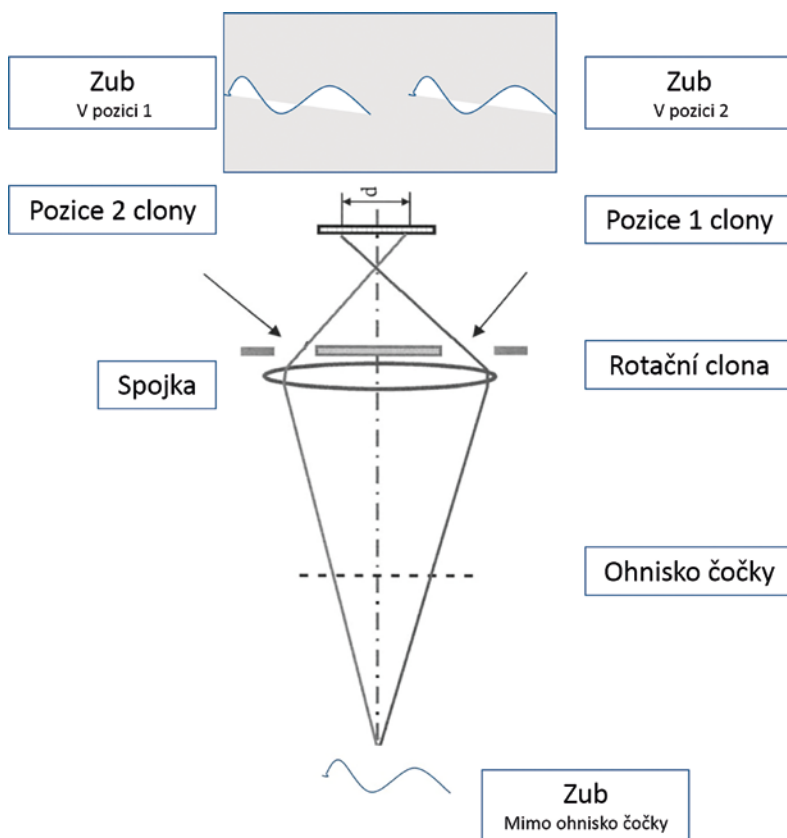 Zub
V pozici 1
Zub
V pozici 2
Pozice 2 clony
d
Pozice 1 clony
Spojka
Rotační clona
Ohnisko čočky
Zub
Mimo ohnisko čočky